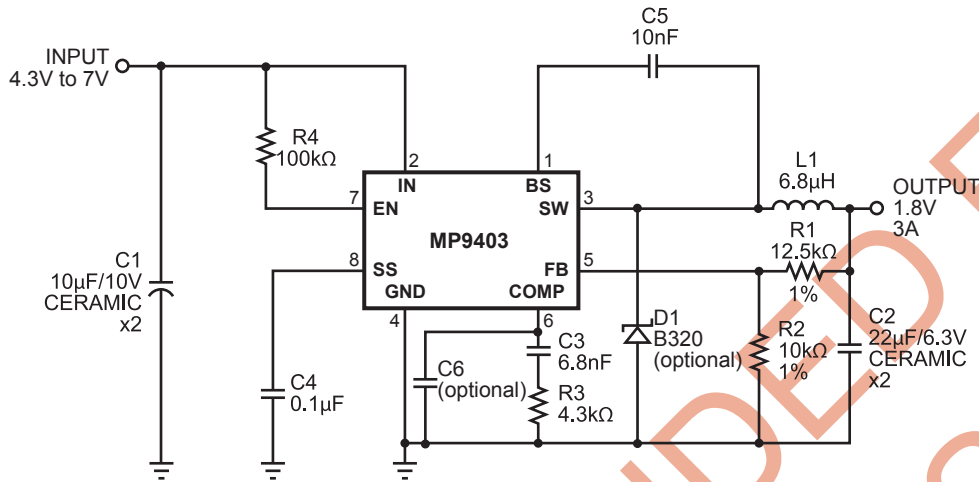 C5
10nF
INPUT
4.3V to 7V
R4
100kΩ
2
1
L1
6.8µH
IN
BS
OUTPUT
1.8V
3A
7
EN
SW
3
MP9403
R1
12.5kΩ
1%
C1
10µF/10V
CERAMIC
x2
8
SS
FB
5
GND
COMP
4
6
D1
B320
(optional)
R2
10kΩ
1%
C2
22µF/6.3V
CERAMIC
x2
C3
6.8nF
C6
(optional)
C4
0.1µF
R3
4.3kΩ